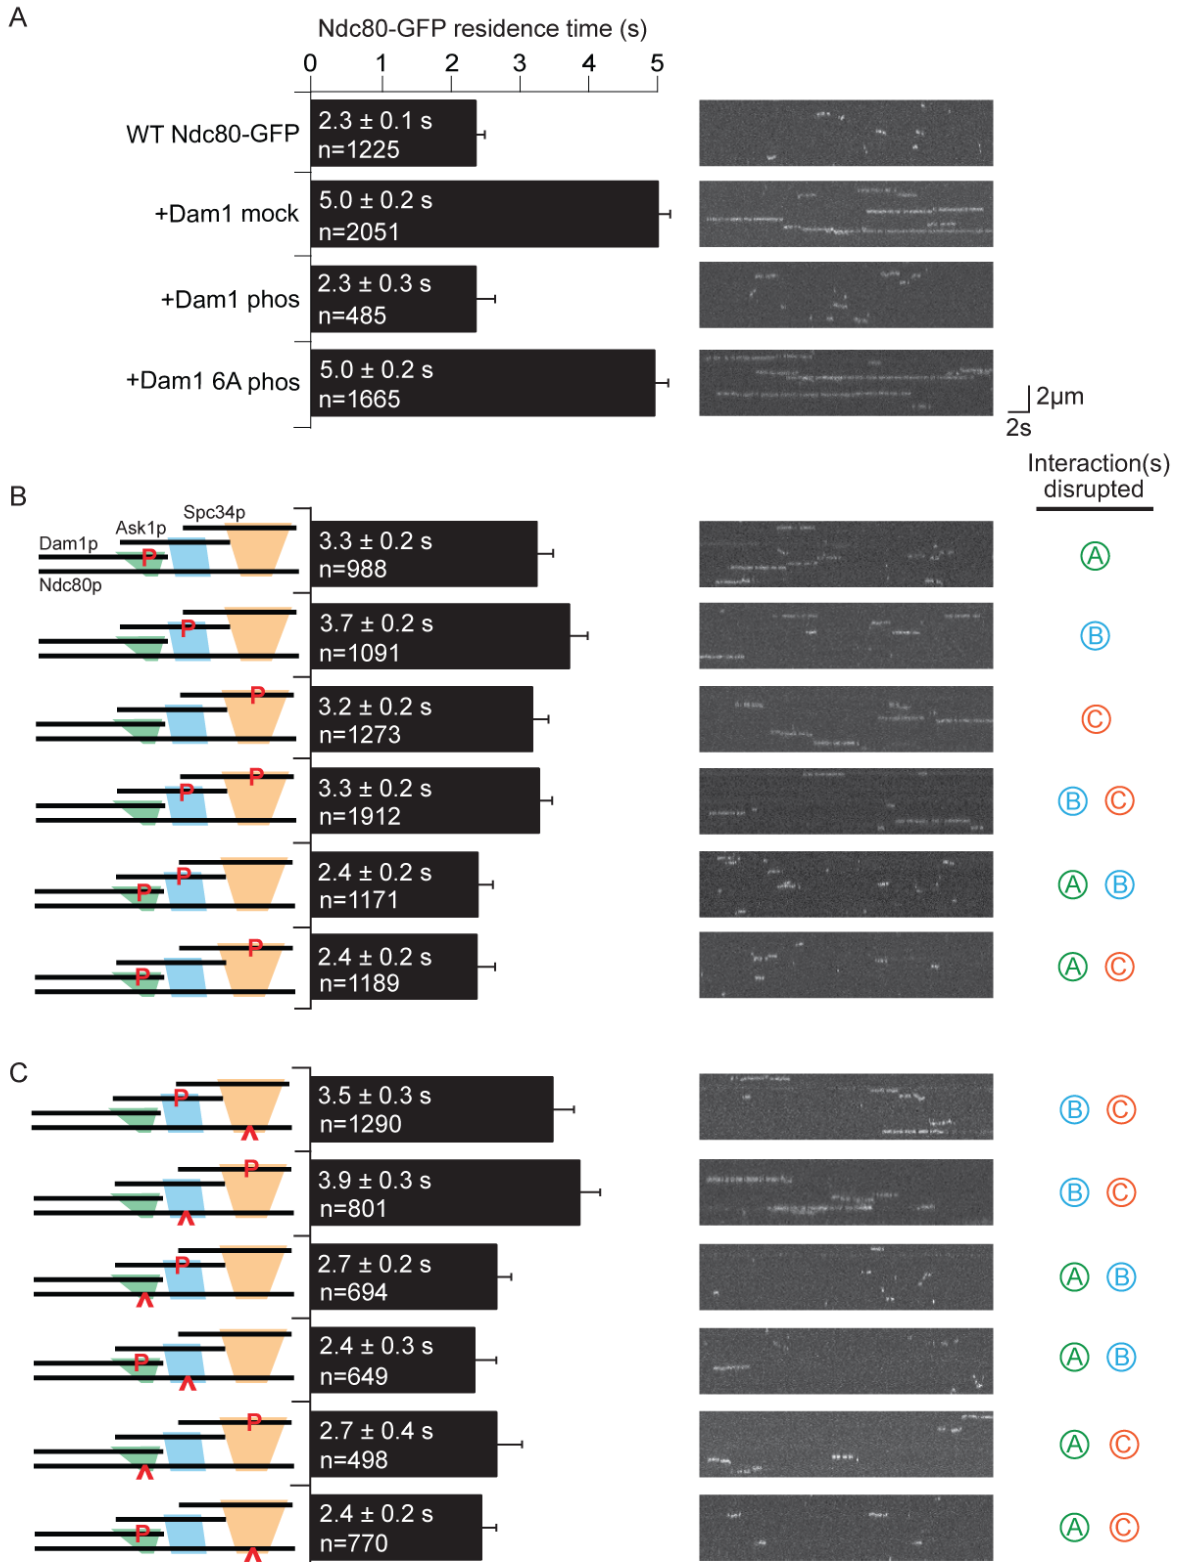 A
Ndc80-GFP residence time (s)
0 1 2 3 4 5
WT Ndc80-GFP
2.3 ± 0.1 s
n=1225
+Dam1 mock
5.0 ± 0.2 s
n=2051
+Dam1 phos
2.3 ± 0.3 s
n=485
+Dam1 6A phos
5.0 ± 0.2 s
n=1665
2μm
2s
Interaction(s)
disrupted
B
Spc34p
Ask1p
Dam1p
Ndc80p
P
3.3 ± 0.2 s
n=988
A
P
3.7 ± 0.2 s
n=1091
B
P
3.2 ± 0.2 s
n=1273
C
P P
3.3 ± 0.2 s
n=1912
B C
P P
2.4 ± 0.2 s
n=1171
A B
P P
2.4 ± 0.2 s
n=1189
A C
C
P
3.5 ± 0.3 s
n=1290
B C
P
3.9 ± 0.3 s
n=801
B C
P
2.7 ± 0.2 s
n=694
A B
P
2.4 ± 0.3 s
n=649
A B
P
2.7 ± 0.4 s
n=498
A C
P
2.4 ± 0.2 s
n=770
A C